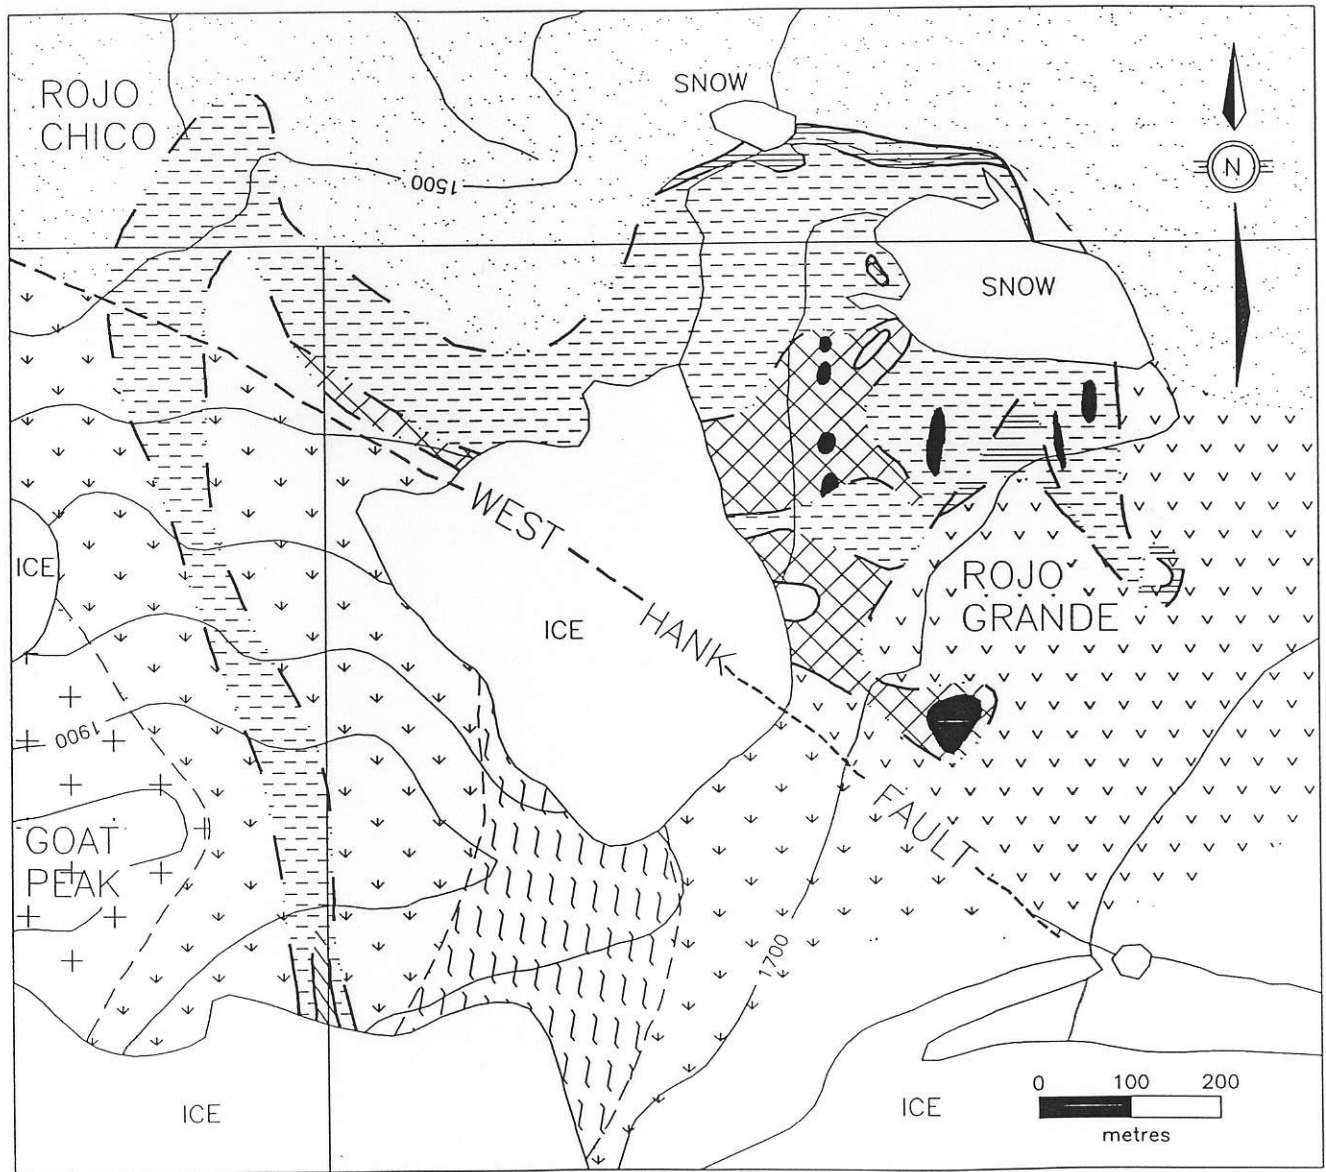 SNOW
ROJO
CHICO
1500
N
SNOW
WEST HANK FAULT
ICE
ROJO
GRANDE
ICE
1900
GOAT
PEAK
1700
ICE
ICE
0 100 200
metres